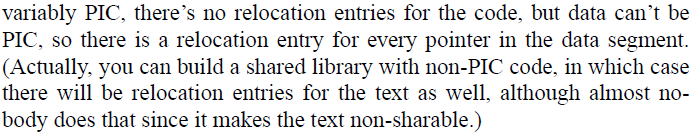 variably PIC, there’s no relocation entries for the code, but data can’t be
PIC, so there is a relocation entry for every pointer in the data segment.
(Actually, you can build a shared library with non-PIC code, in which case
there will be relocation entries for the text as well, although almost no-
body does that since it makes the text non-sharable.)